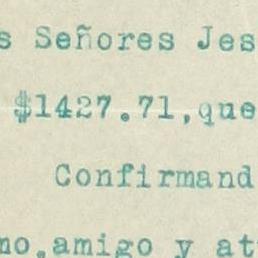 s Señores Jes
$1427.71,que
Confirmand
mo.amigo y at